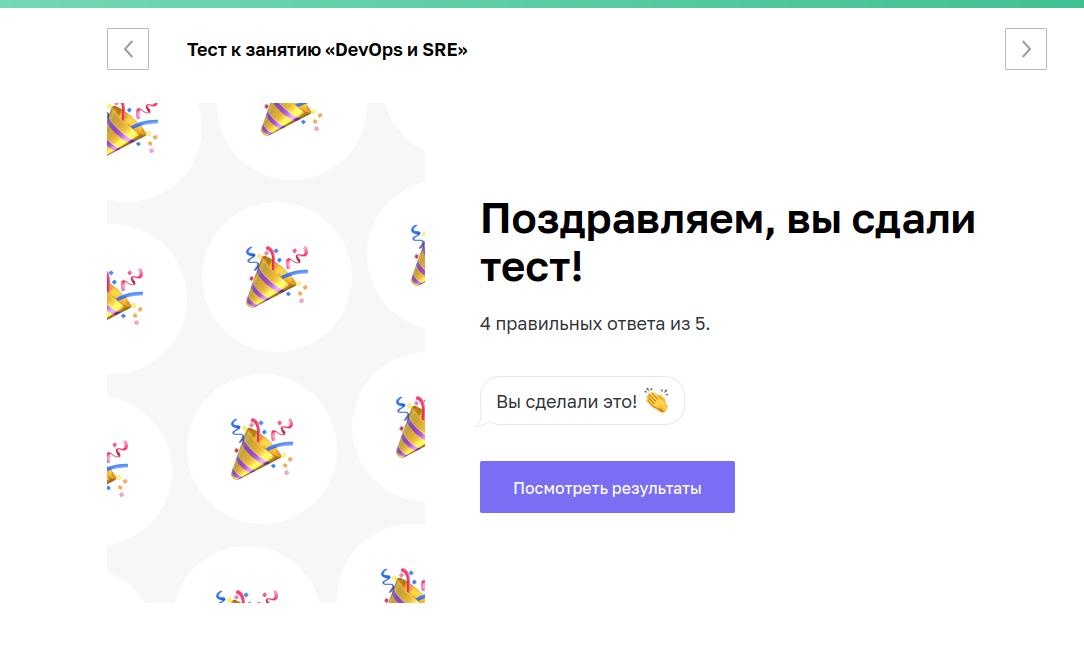 Тест к занятию «DevOps и SRE»
Поздравляем, вы сдали
тест!
4 правильных ответа из 5.
Вы сделали это! 👏
Посмотреть результаты